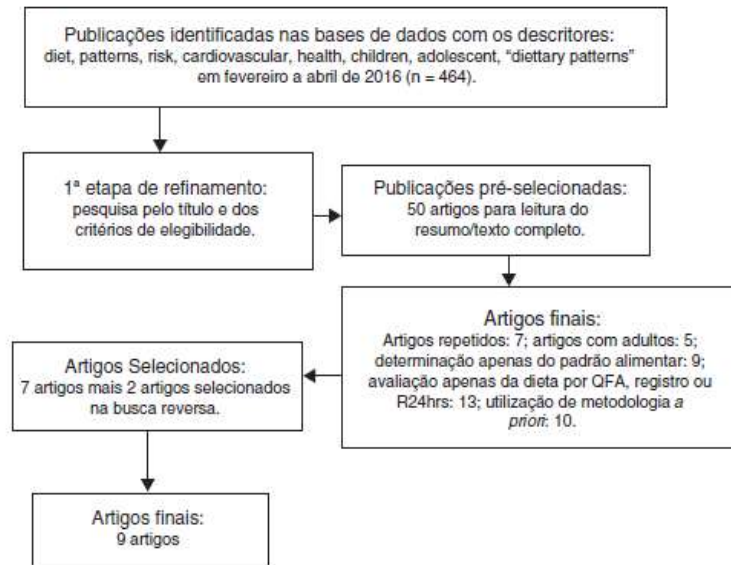 Publicações identificadas nas bases de dados com os descritores:
diet, patterns, risk, cardiovascular, health, children, adolescent, “diettary patterns”
em fevereiro a abril de 2016 (n = 464).
1ª etapa de refinamento:
pesquisa pelo título e dos
critérios de elegibilidade.
Publicações pré-selecionadas:
50 artigos para leitura do
resumo/texto completo.
Artigos finais:
Artigos repetidos: 7; artigos com adultos: 5;
determinação apenas do padrão alimentar: 9;
avaliação apenas da dieta por QFA, registro ou
R24hrs: 13; utilização de metodologia a
priori: 10.
Artigos Selecionados:
7 artigos mais 2 artigos selecionados
na busca reversa.
Artigos finais:
9 artigos